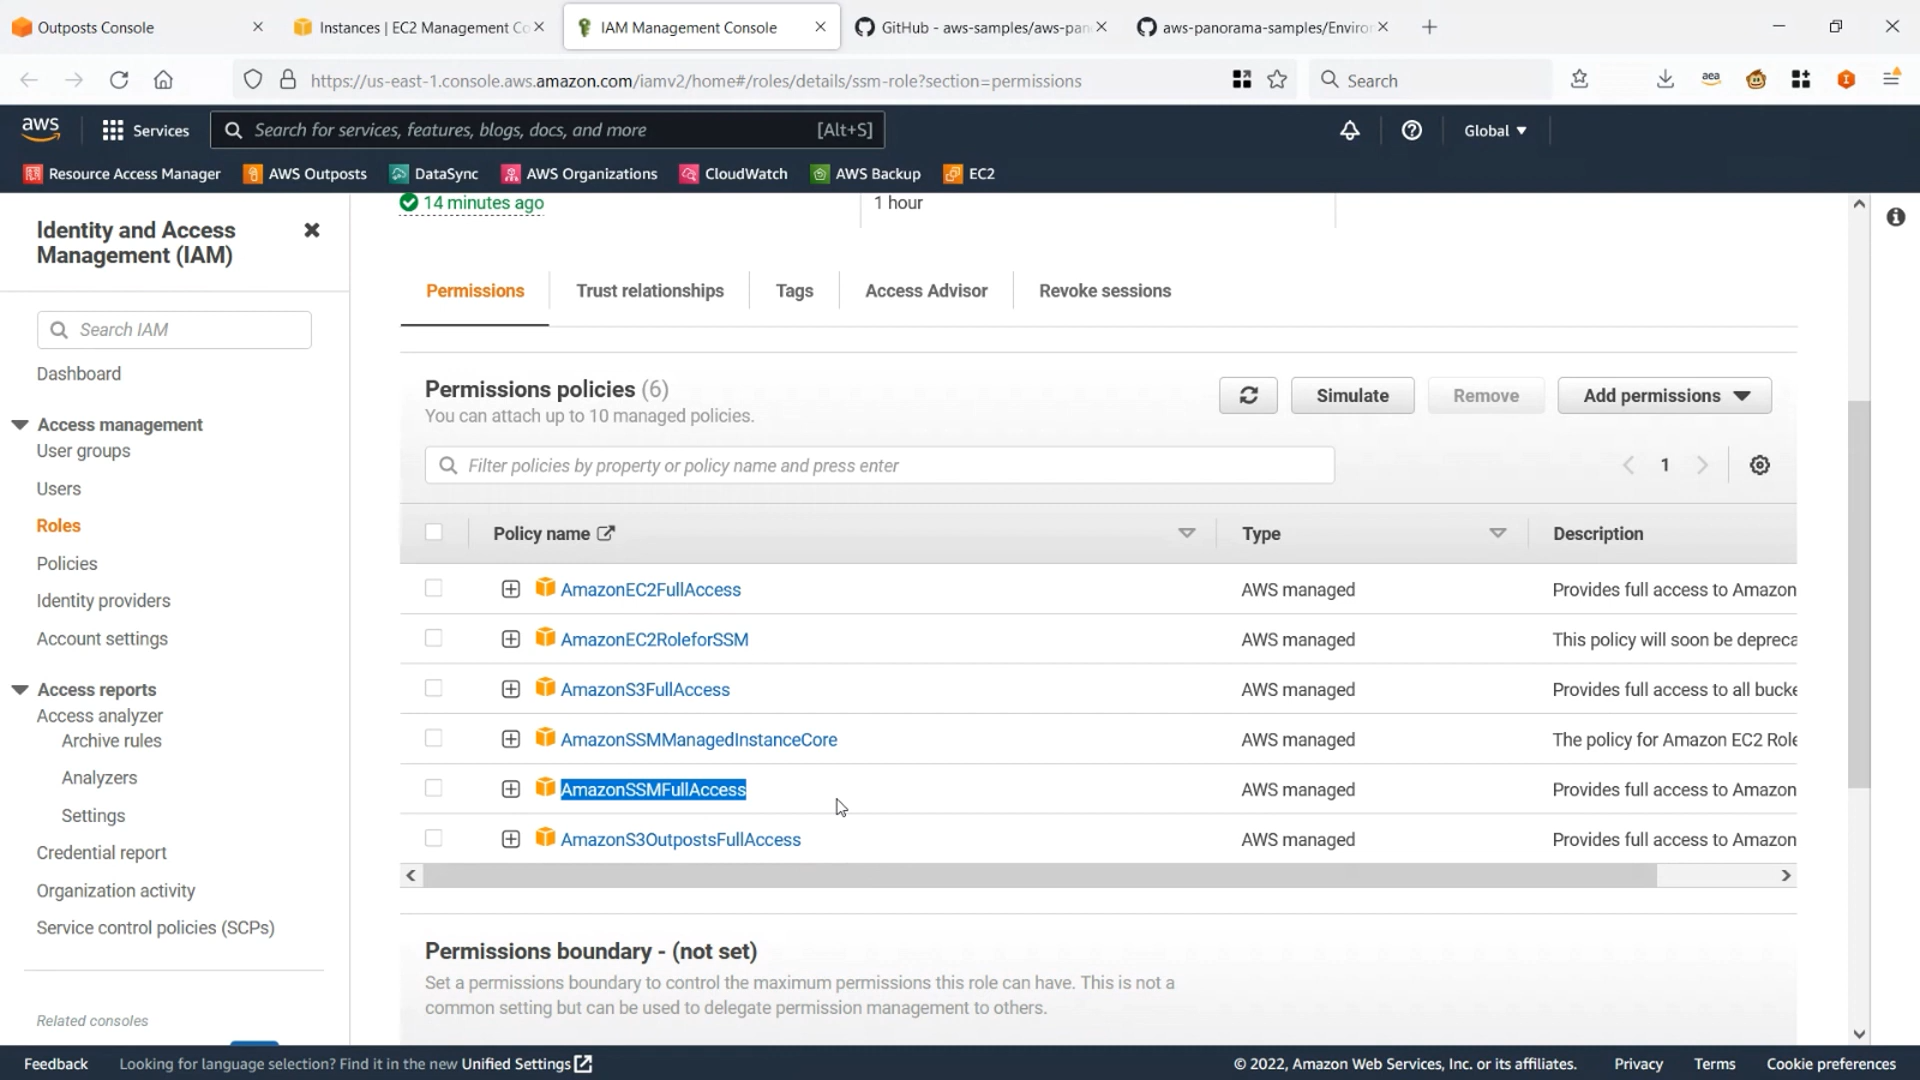 Outposts Console
Instances | EC2 Management Co
IAM Management Console
GitHub - aws-samples/aws-pan
aws-panorama-samples/Enviro
https://us-east-1.console.aws.amazon.com/iamv2/home#/roles/details/ssm-role?section=permissions
Search
aea
aws
Services
Search for services, features, blogs, docs, and more
[Alt+S]
Global
Resource Access Manager
AWS Outposts
DataSync
AWS Organizations
CloudWatch
AWS Backup
EC2
Identity and Access
Management (IAM)
Search IAM
Dashboard
Access management
User groups
Users
Roles
Policies
Identity providers
Account settings
Access reports
Access analyzer
Archive rules
Analyzers
Settings
Credential report
Organization activity
Service control policies (SCPs)
Related consoles
14 minutes ago
1 hour
Permissions
Trust relationships
Tags
Access Advisor
Revoke sessions
Permissions policies (6)
You can attach up to 10 managed policies.
Simulate
Remove
Add permissions
Filter policies by property or policy name and press enter
1
Policy name
Type
Description
AmazonEC2FullAccess
AWS managed
Provides full access to Amazon
AmazonEC2RoleforSSM
AWS managed
This policy will soon be depreca
AmazonS3FullAccess
AWS managed
Provides full access to all bucke
AmazonSSMManagedInstanceCore
AWS managed
The policy for Amazon EC2 Role
AmazonSSMFullAccess
AWS managed
Provides full access to Amazon
AmazonS3OutpostsFullAccess
AWS managed
Provides full access to Amazon
Permissions boundary - (not set)
Set a permissions boundary to control the maximum permissions this role can have. This is not a
common setting but can be used to delegate permission management to others.
Feedback
Looking for language selection? Find it in the new Unified Settings
© 2022, Amazon Web Services, Inc. or its affiliates.
Privacy
Terms
Cookie preferences